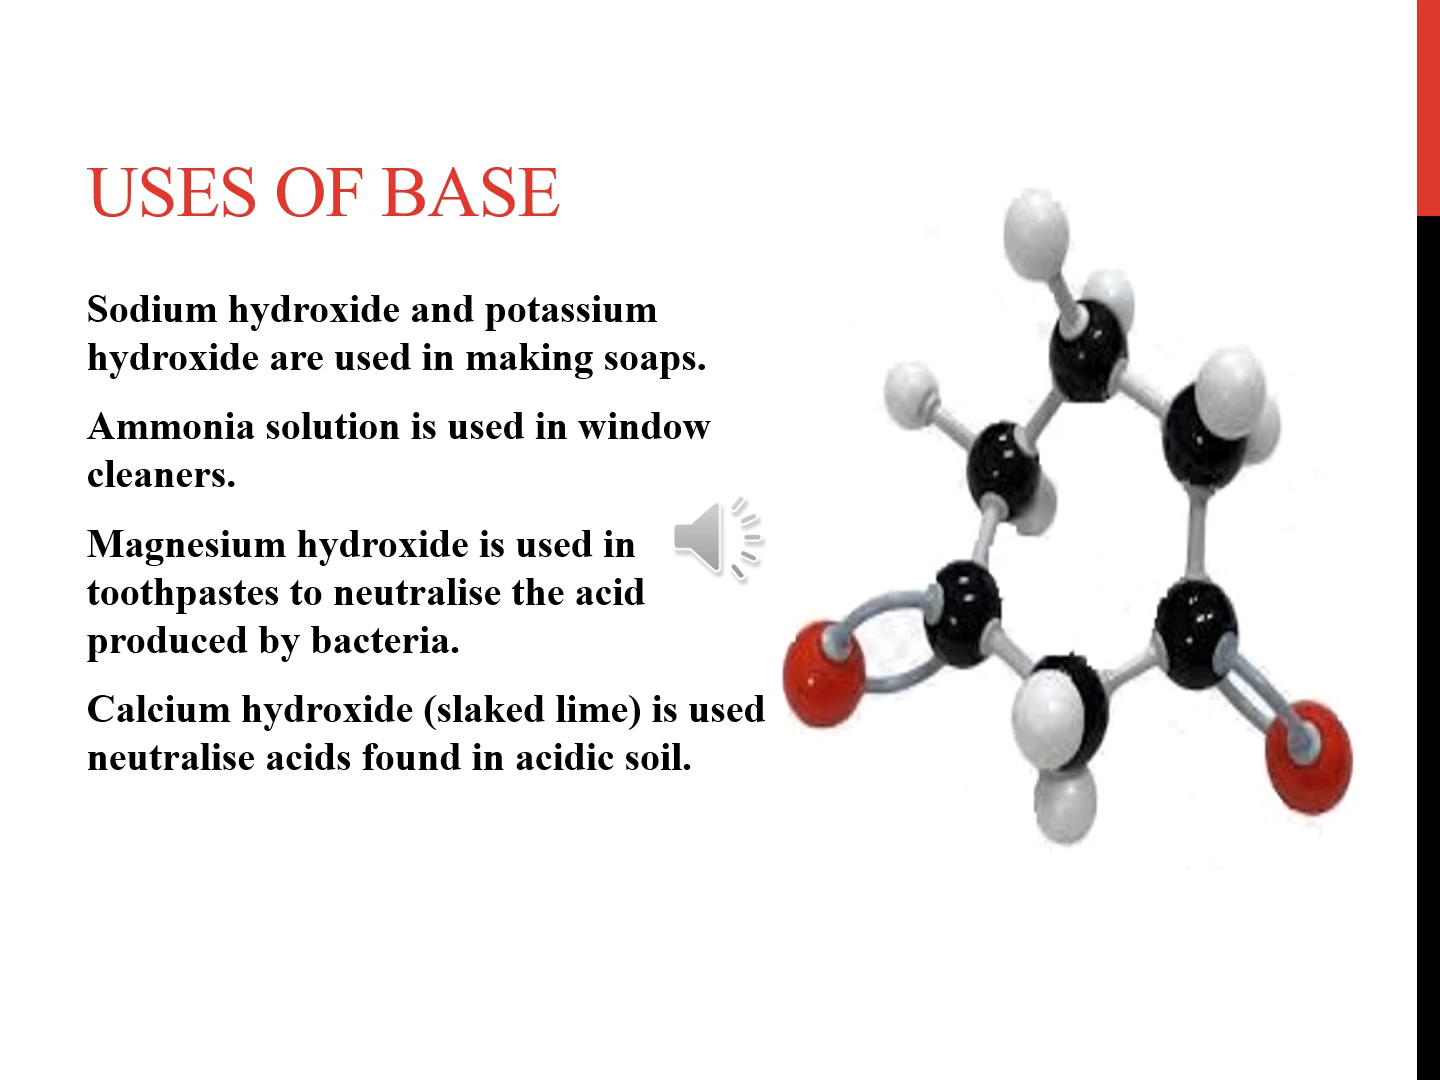 USES OF BASE
Sodium hydroxide and potassium
hydroxide are used in making soaps.
Ammonia solution is used in window
cleaners.
Magnesium hydroxide is used in
toothpastes to neutralise the acid
produced by bacteria.
Calcium hydroxide (slaked lime) is used
neutralise acids found in acidic soil.